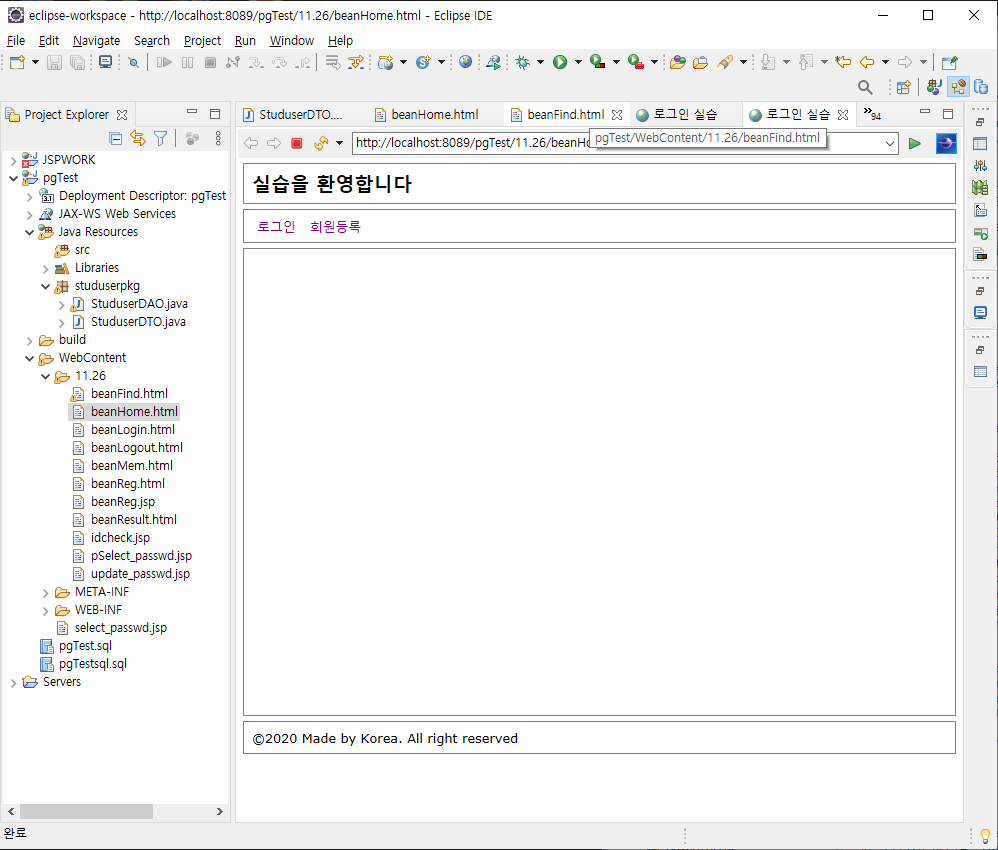 eclipse-workspace - http://localhost:8089/pgTest/11.26/beanHome.html - Eclipse IDE
File Edit Navigate Search Project Run Window Help
Project Explorer
StuduserDTO.... beanHome.html beanFind.html 로그인 실습 로그인 실습 »94
http://localhost:8089/pgTest/11.26/beanHo
pgTest/WebContent/11.26/beanFind.html
JSPWORK
pgTest
Deployment Descriptor: pgTest
JAX-WS Web Services
Java Resources
src
Libraries
studuserpkg
StuduserDAO.java
StuduserDTO.java
build
WebContent
11.26
beanFind.html
beanHome.html
beanLogin.html
beanLogout.html
beanMem.html
beanReg.html
beanReg.jsp
beanResult.html
idcheck.jsp
pSelect_passwd.jsp
update_passwd.jsp
META-INF
WEB-INF
select_passwd.jsp
pgTest.sql
pgTestsql.sql
Servers
실습을 환영합니다
로그인 회원등록
©2020 Made by Korea. All right reserved
완료